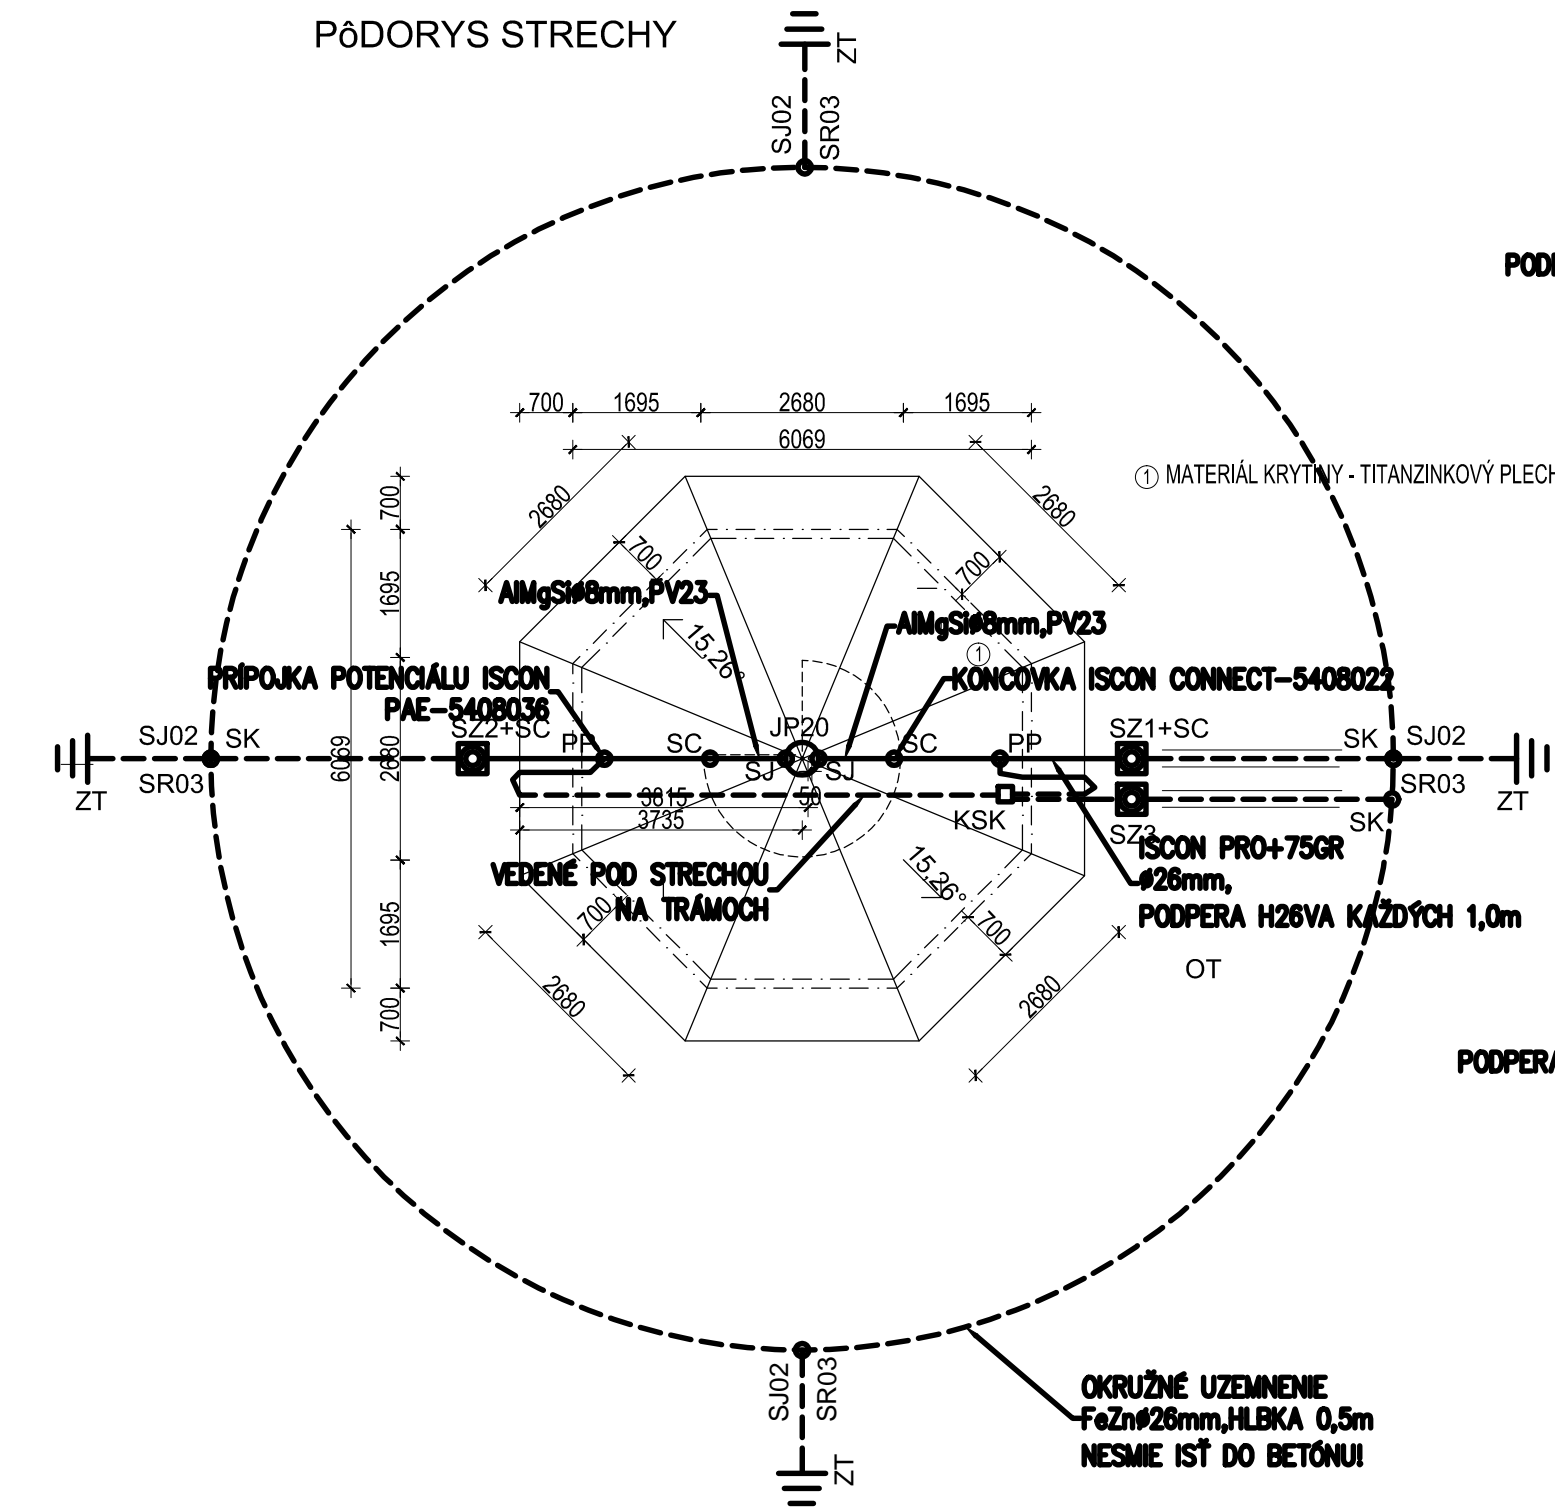 PôDORYS STRECHY
ZT
SJ02
SR03
PODI
700
1695
2680
1695
6069
① MATERIÁL KRYTINY - TITANZINKOVÝ PLECH
2680
2680
700
700
700
AlMgSiø8mm,PV23
1695
AlMgSiø8mm,PV23
15,26°
①
PRÍPOJKA POTENCIÁLU ISCON
PAE-5408036
KONCOVKA ISCON CONNECT-5408022
SJ02
SK
SZ2+SC
PP
SC
JP20
SC
PP
SZ1+SC
SK
SJ02
6069
2680
SJ
SJ
SR03
SR03
ZT
ZT
3815
50
KSK
SZ3
SK
3735
ISCON PRO+75GR
ø26mm,
PODPERA H26VA KAŽDÝCH 1,0m
VEDENÉ POD STRECHOU
NA TRÁMOCH
15,26°
700
700
1695
OT
700
2680
2680
PODPERA
SJ02
SR03
ZT
OKRUŽNÉ UZEMNENIE
FeZnø26mm,HLBKA 0,5m
NESMIE ISŤ DO BETÓNU!